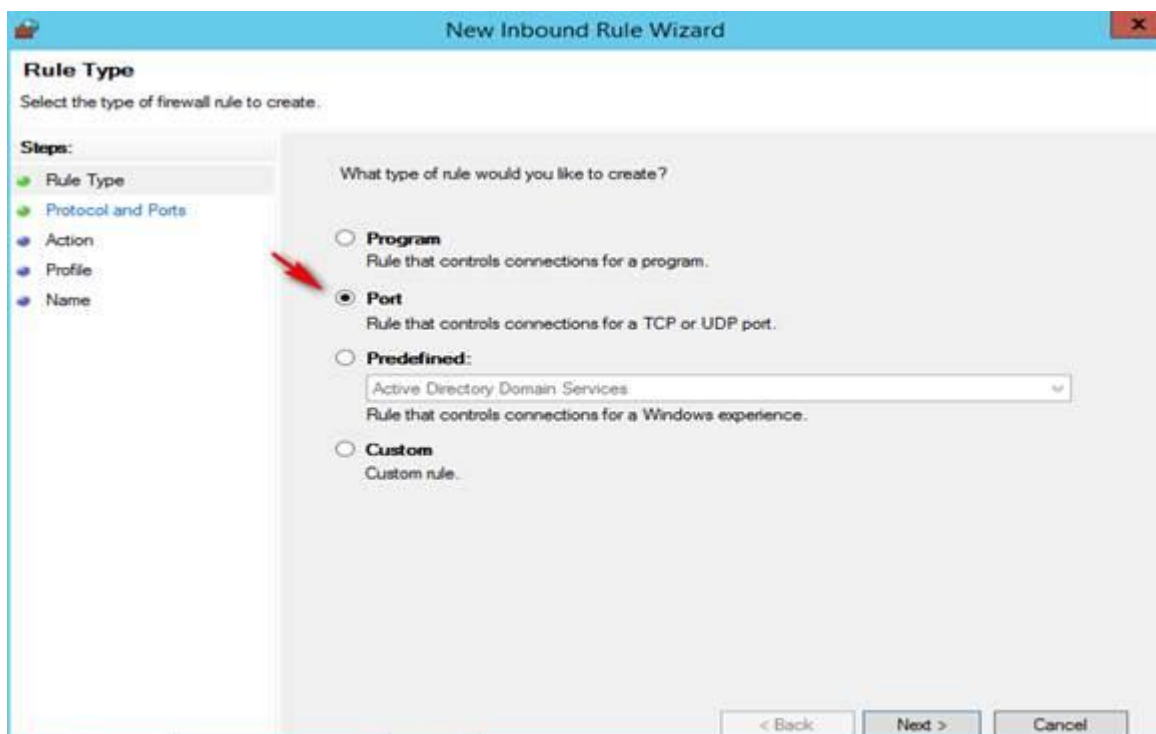 New Inbound Rule Wizard
x
Rule Type
Select the type of firewall rule to create.
Steps:
Rule Type
Protocol and Ports
Action
Profile
Name
What type of rule would you like to create?
Program
Rule that controls connections for a program.
Port
Rule that controls connections for a TCP or UDP port.
Predefined:
Active Directory Domain Services
Rule that controls connections for a Windows experience.
Custom
Custom rule.
< Back Next > Cancel